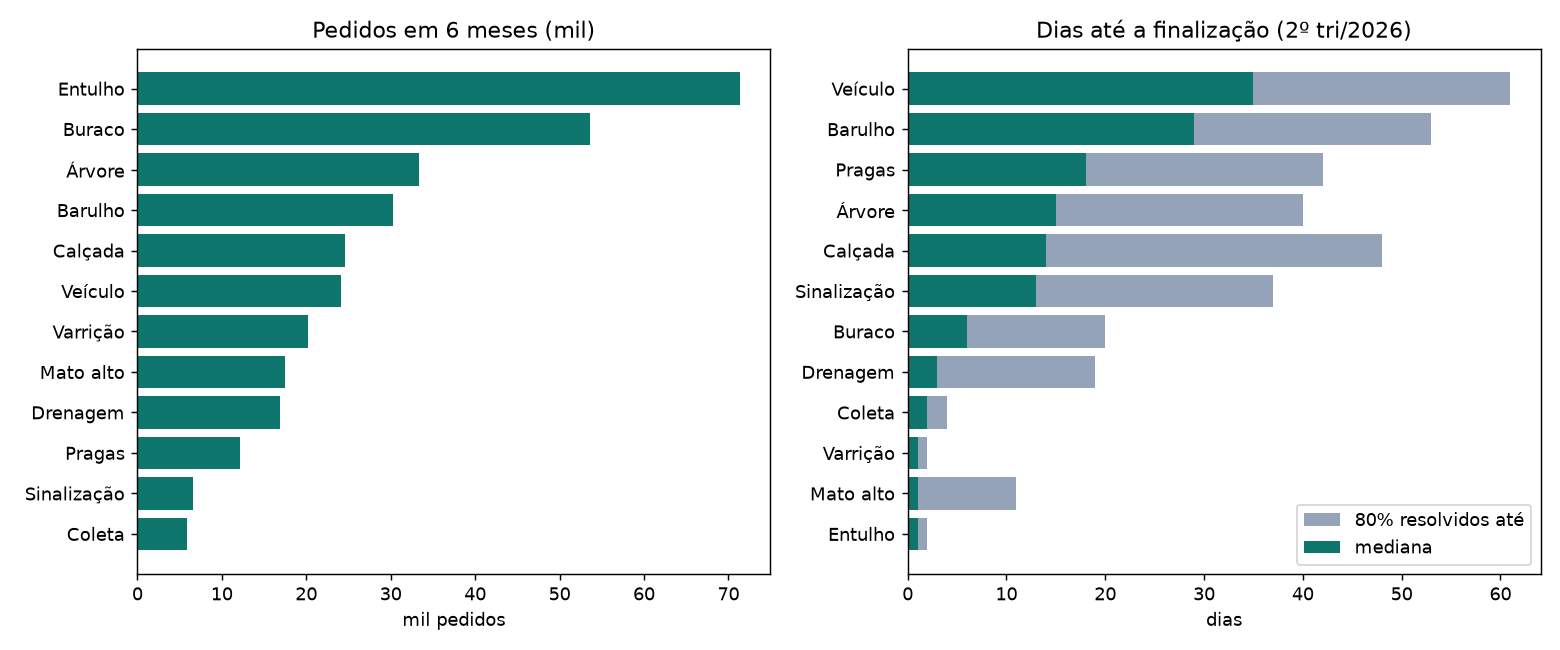 Pedidos em 6 meses (mil)
Entulho
Buraco
Árvore
Barulho
Calçada
Veículo
Varrição
Mato alto
Drenagem
Pragas
Sinalização
Coleta
0 10 20 30 40 50 60 70
mil pedidos
Dias até a finalização (2º tri/2026)
Veículo
Barulho
Pragas
Árvore
Calçada
Sinalização
Buraco
Drenagem
Coleta
Varrição
Mato alto
Entulho
80% resolvidos até
mediana
0 10 20 30 40 50 60
dias